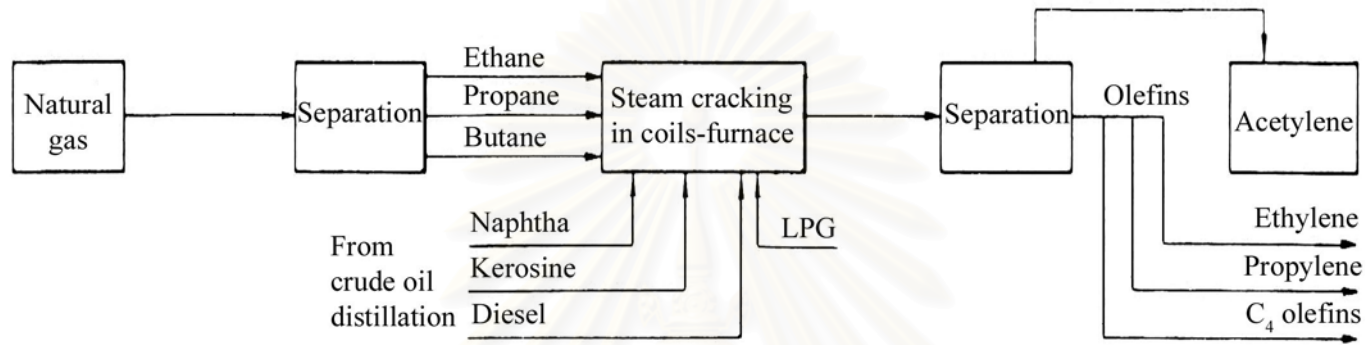 Natural
gas
Separation
Ethane
Propane
Butane
Steam cracking
in coils-furnace
Separation
Olefins
Acetylene
From
crude oil
distillation
Naphtha
Kerosine
Diesel
LPG
Ethylene
Propylene
C₄ olefins